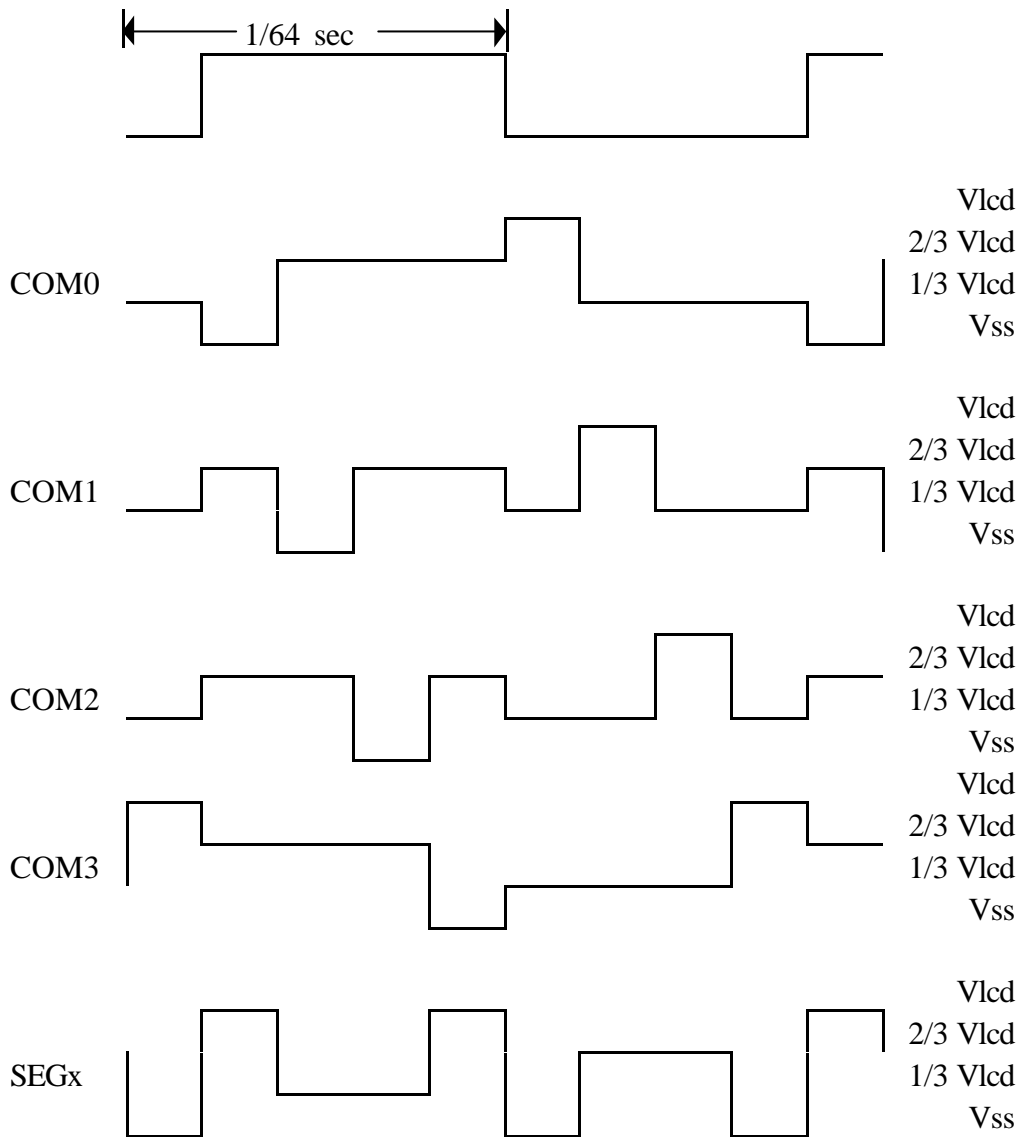 1/64 sec
Vlcd
2/3 Vlcd
COM0
1/3 Vlcd
Vss
Vlcd
2/3 Vlcd
COM1
1/3 Vlcd
Vss
Vlcd
2/3 Vlcd
COM2
1/3 Vlcd
Vss
Vlcd
2/3 Vlcd
COM3
1/3 Vlcd
Vss
Vlcd
2/3 Vlcd
SEGx
1/3 Vlcd
Vss